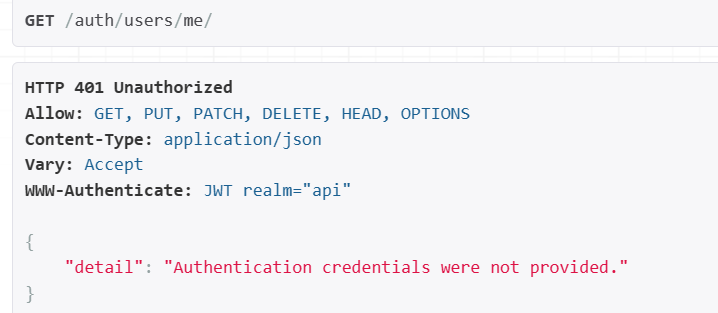 GET /auth/users/me/
HTTP 401 Unauthorized
Allow: GET, PUT, PATCH, DELETE, HEAD, OPTIONS
Content-Type: application/json
Vary: Accept
WWW-Authenticate: JWT realm="api"
{
"detail": "Authentication credentials were not provided."
}